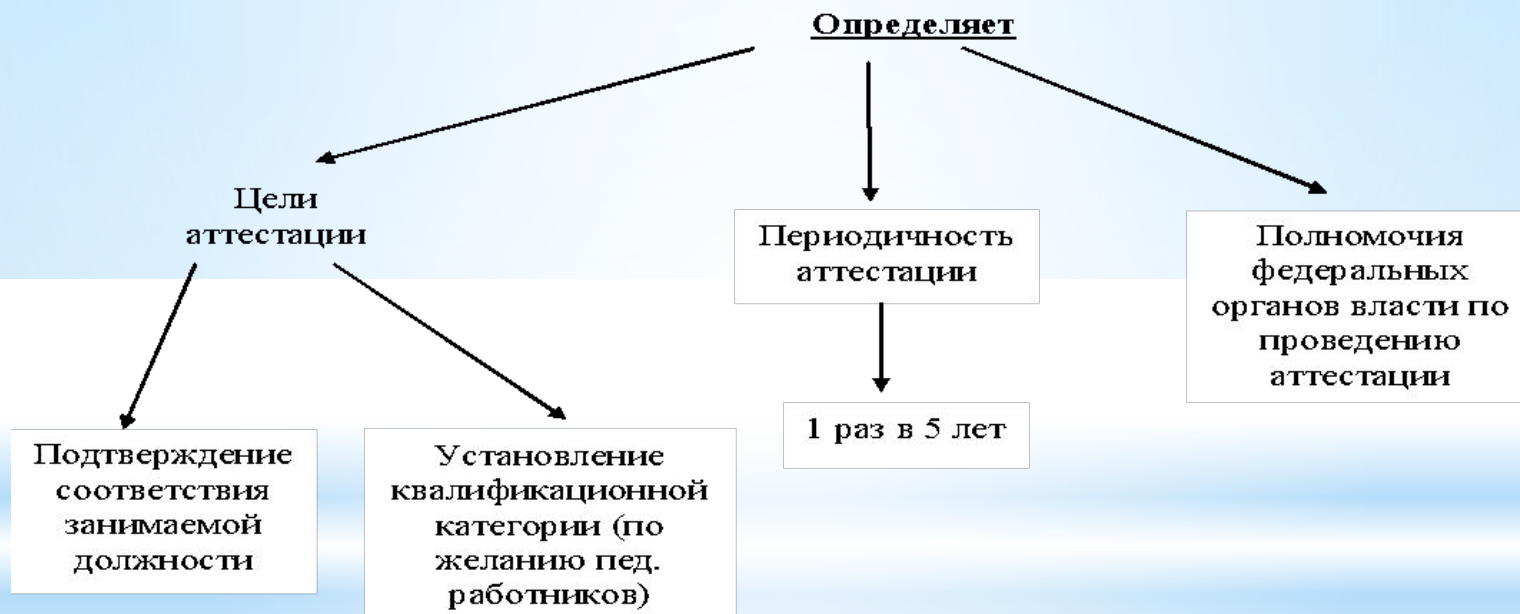 Определяет
Цели
аттестации
Периодичность
аттестации
Полномочия
федеральных
органов власти по
проведению
аттестации
1 раз в 5 лет
Подтверждение
соответствия
занимаемой
должности
Установление
квалификационной
категории (по
желанию пед.
работников)